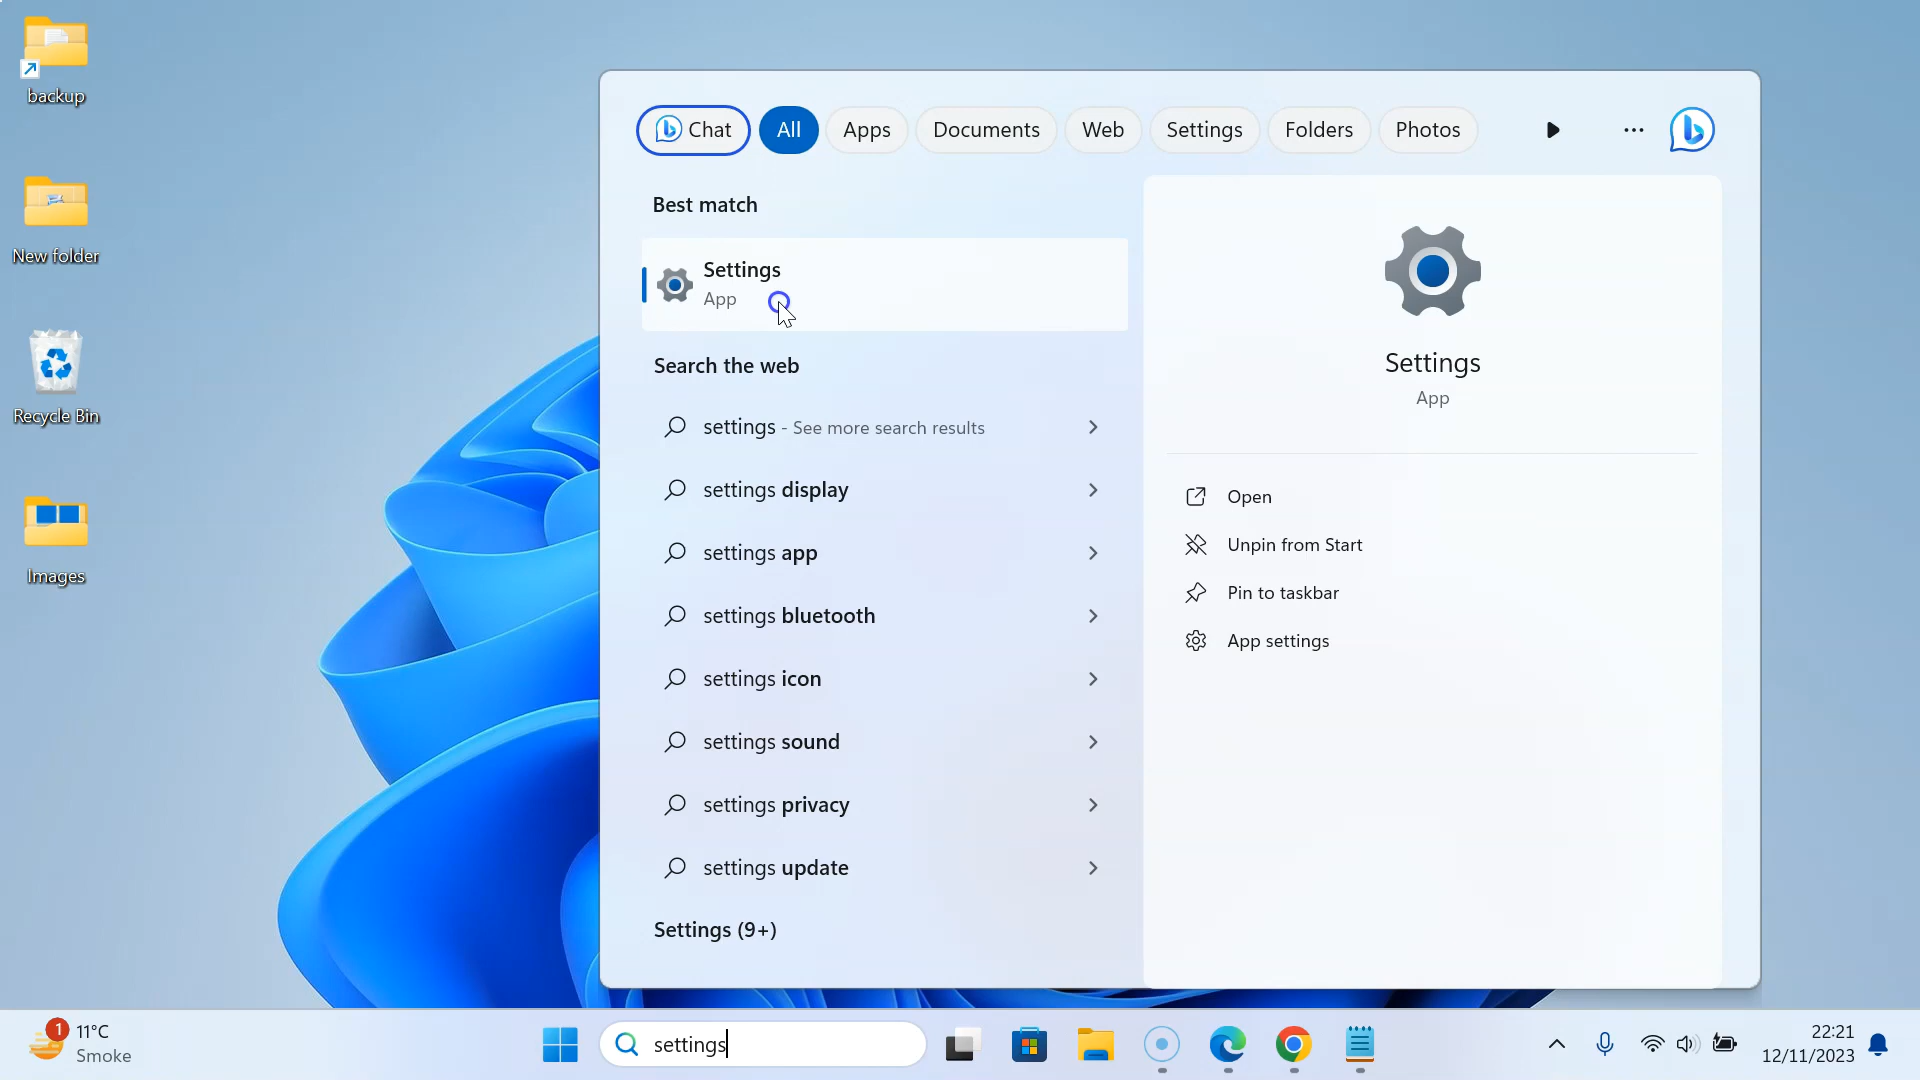 backup
New folder
Recycle Bin
Images
Chat
All
Apps
Documents
Web
Settings
Folders
Photos
Best match
Settings
App
Search the web
settings - See more search results
settings display
settings app
settings bluetooth
settings icon
settings sound
settings privacy
settings update
Settings (9+)
Settings
App
Open
Unpin from Start
Pin to taskbar
App settings
1
11°C
Smoke
settings
22:21
12/11/2023